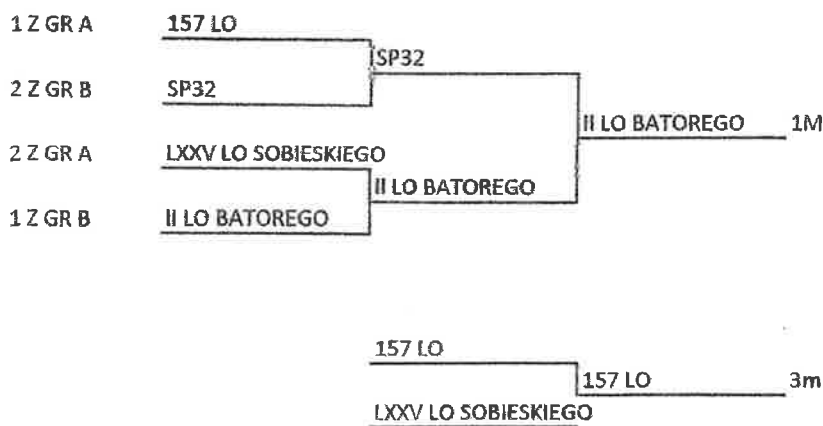 1 Z GR A 157 LO
SP32
2 Z GR B SP32
II LO BATOREGO 1M
2 Z GR A LXXV LO SOBIESKIEGO
II LO BATOREGO
1 Z GR B II LO BATOREGO
157 LO
157 LO 3m
LXXV LO SOBIESKIEGO